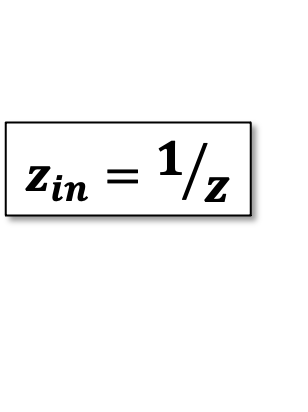 z_in = 1/z